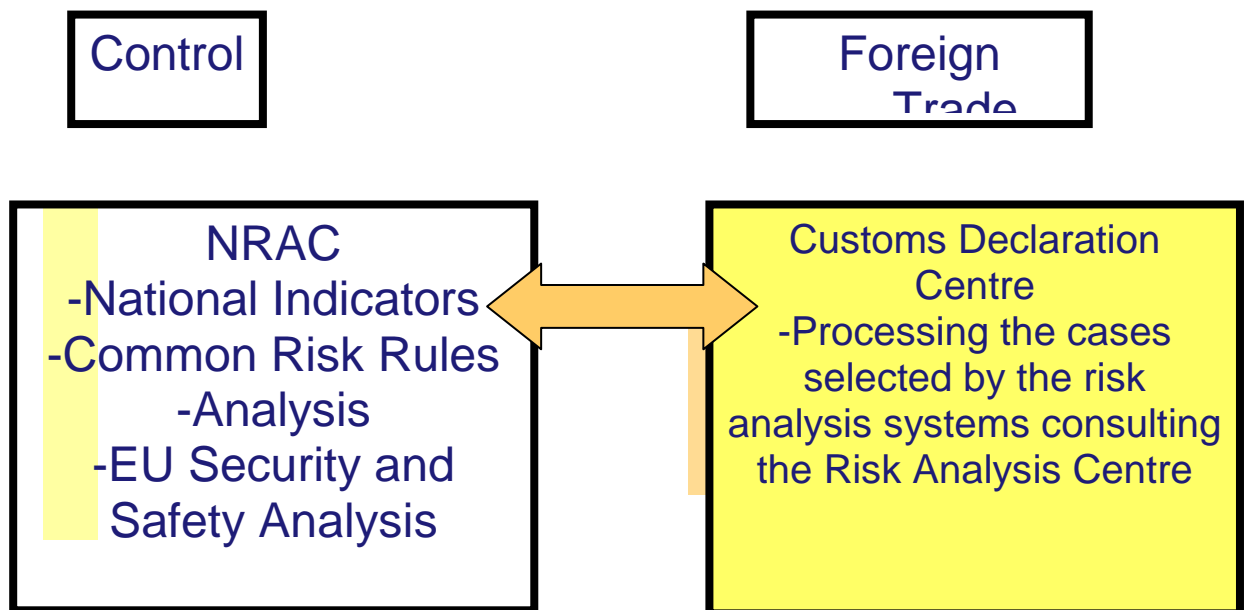 Control
Foreign
Trade
NRAC
-National Indicators
-Common Risk Rules
-Analysis
-EU Security and
Safety Analysis
Customs Declaration
Centre
-Processing the cases
selected by the risk
analysis systems consulting
the Risk Analysis Centre